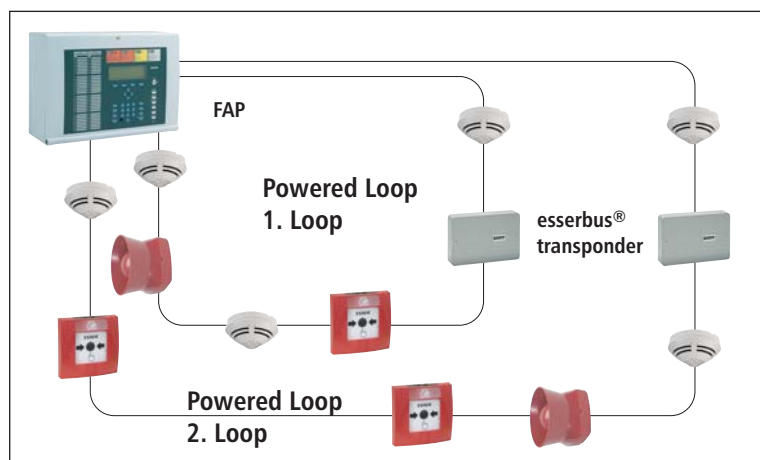 FAP
Powered Loop
1. Loop
esserbus®
transponder
Powered Loop
2. Loop